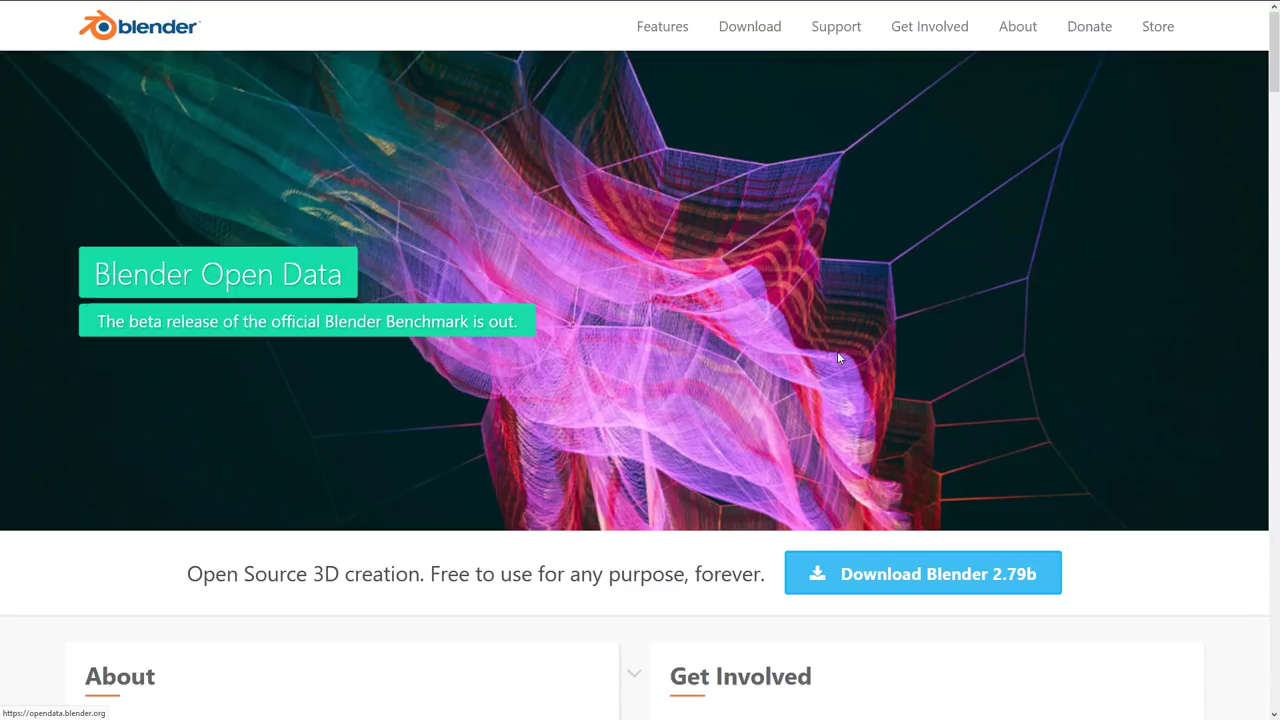 blender
Features Download Support Get Involved About Donate Store
Blender Open Data
The beta release of the official Blender Benchmark is out.
Open Source 3D creation. Free to use for any purpose, forever.
Download Blender 2.79b
About
Get Involved
https://opendata.blender.org